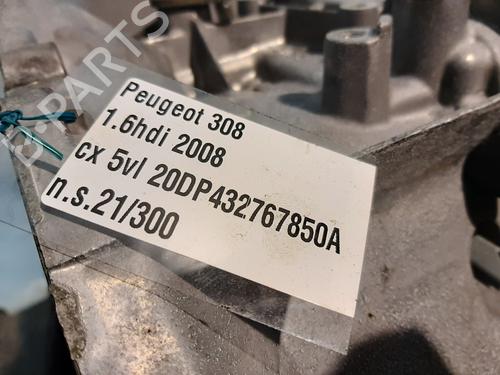 B-PARTS
Peugeot 308
1.6hdi 2008
cx 5vl 20DP432767850A
n.s.21/300